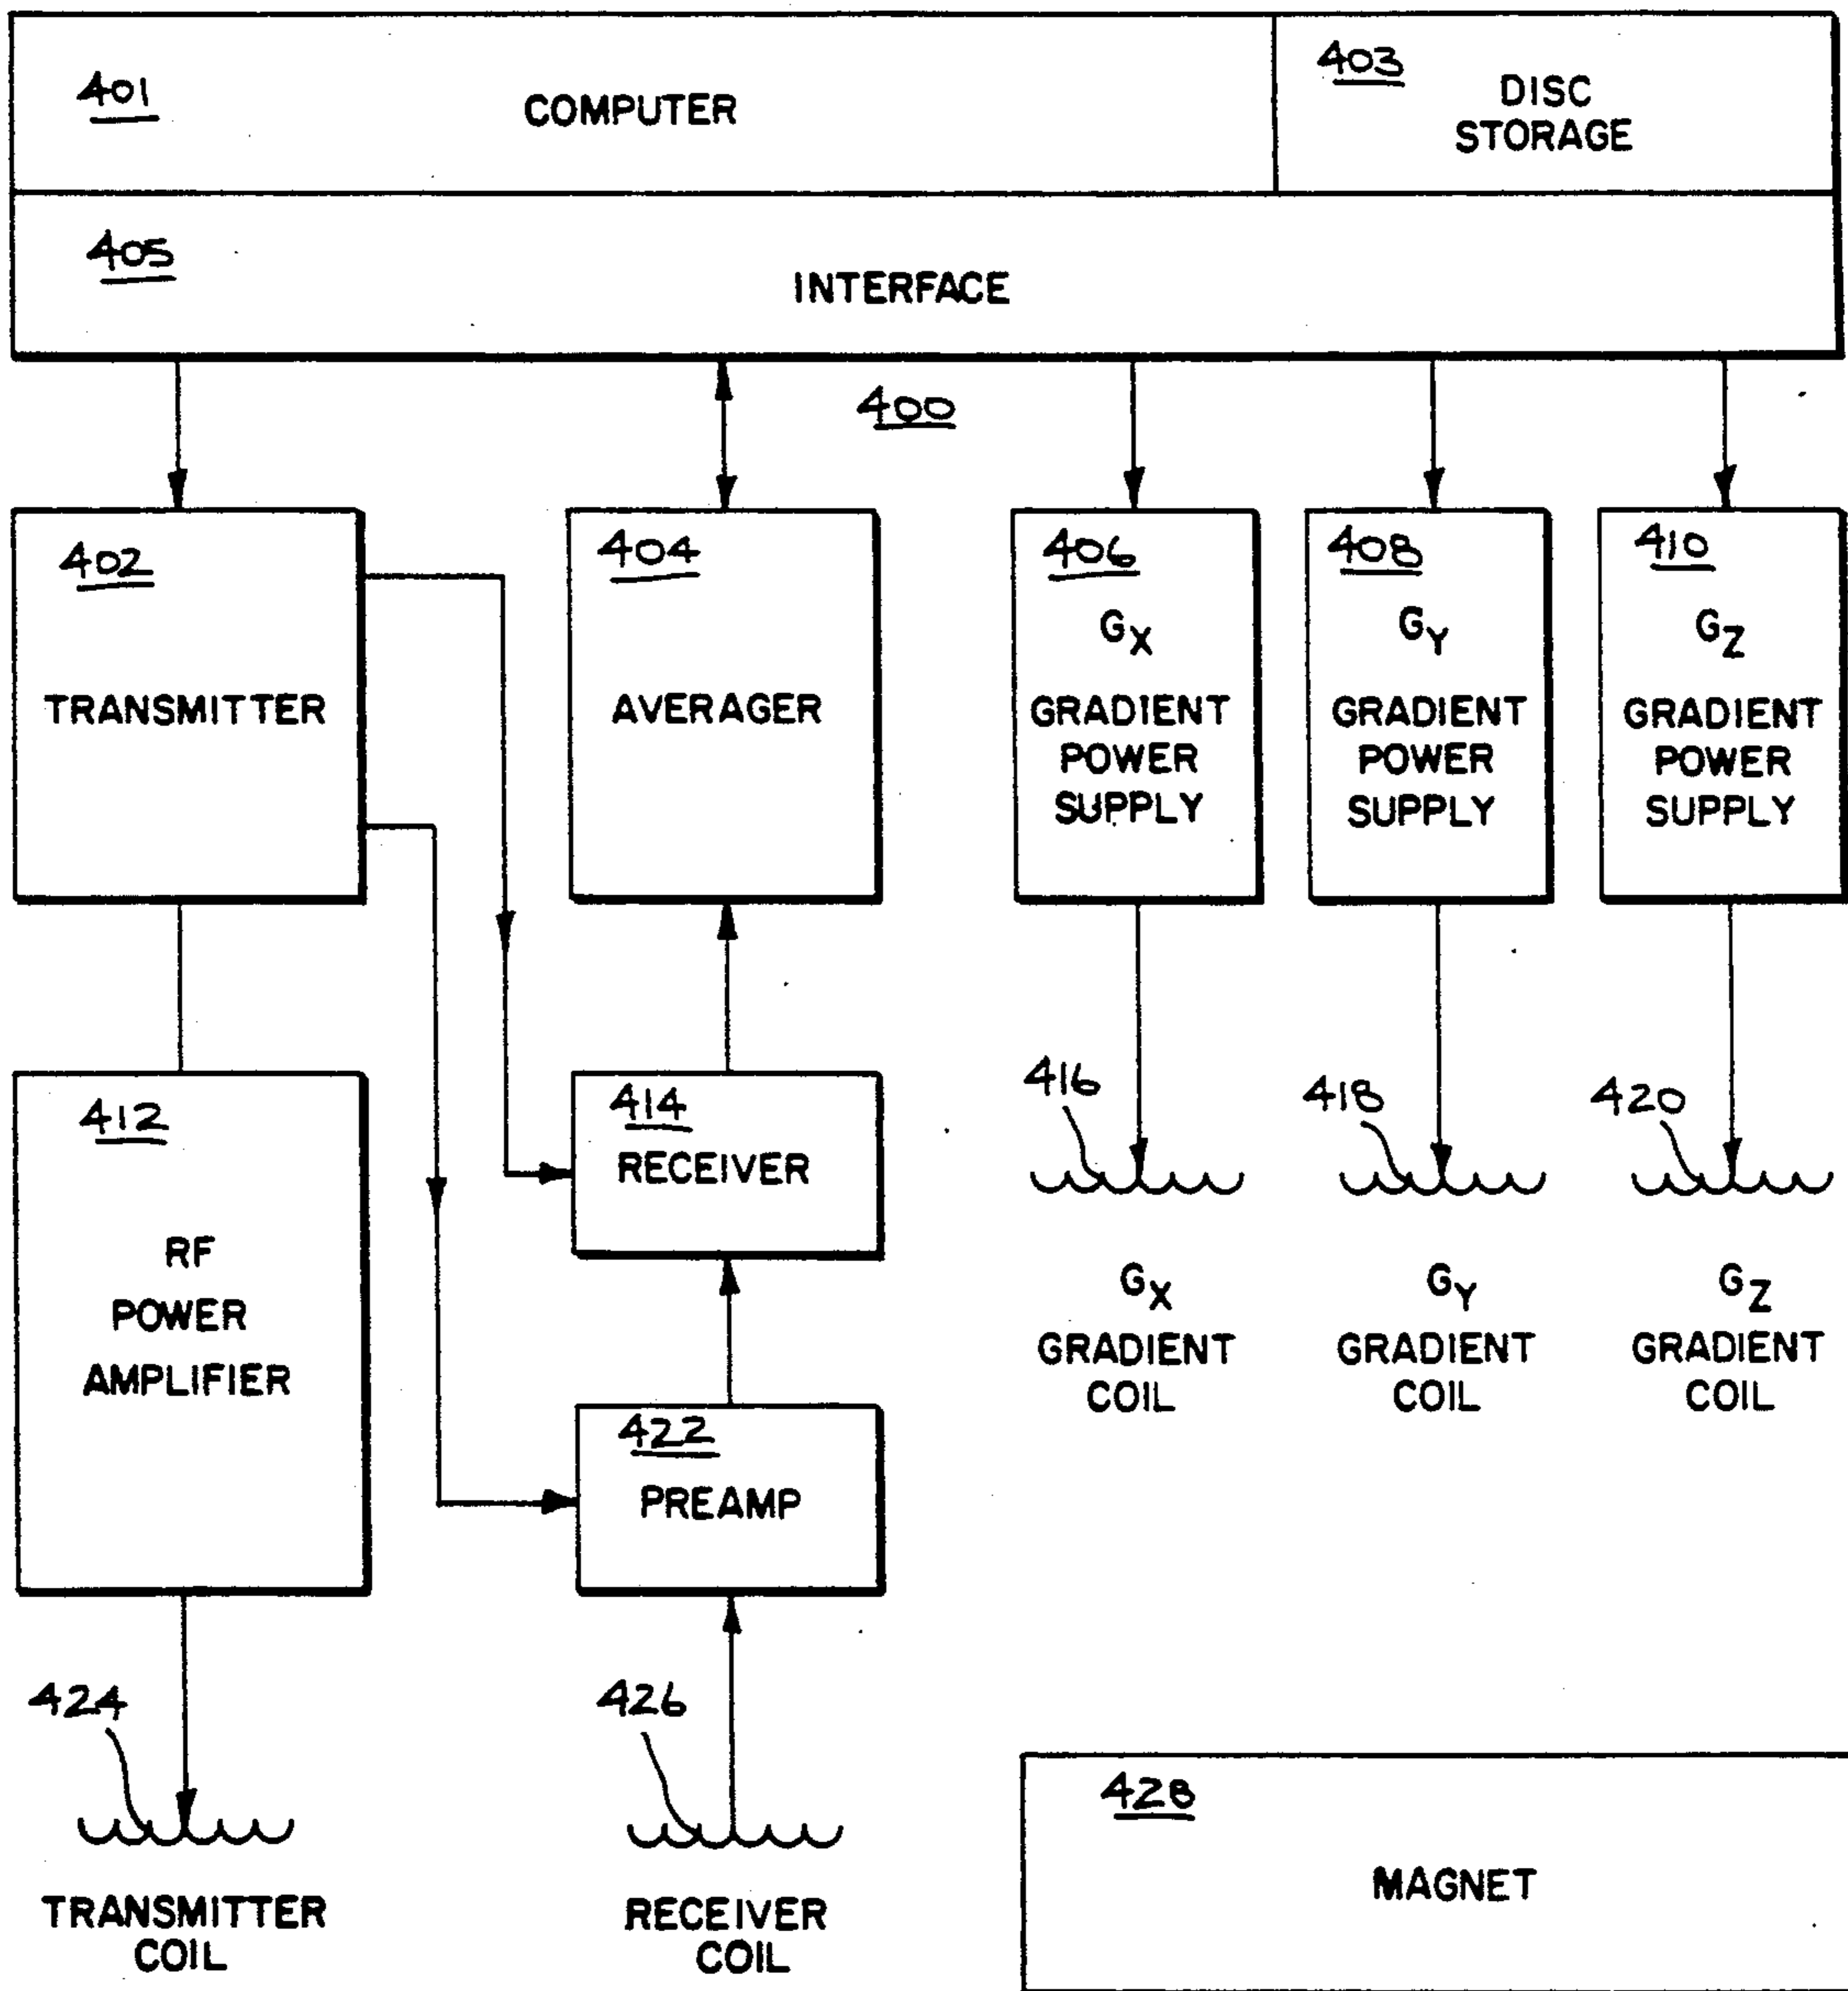 401
COMPUTER
403
DISC
STORAGE
405
INTERFACE
400
402
TRANSMITTER
404
AVERAGER
406
GX
GRADIENT
POWER
SUPPLY
408
GY
GRADIENT
POWER
SUPPLY
410
GZ
GRADIENT
POWER
SUPPLY
412
RF
POWER
AMPLIFIER
414
RECEIVER
416
GX
GRADIENT
COIL
418
GY
GRADIENT
COIL
420
GZ
GRADIENT
COIL
422
PREAMP
424
TRANSMITTER
COIL
426
RECEIVER
COIL
428
MAGNET